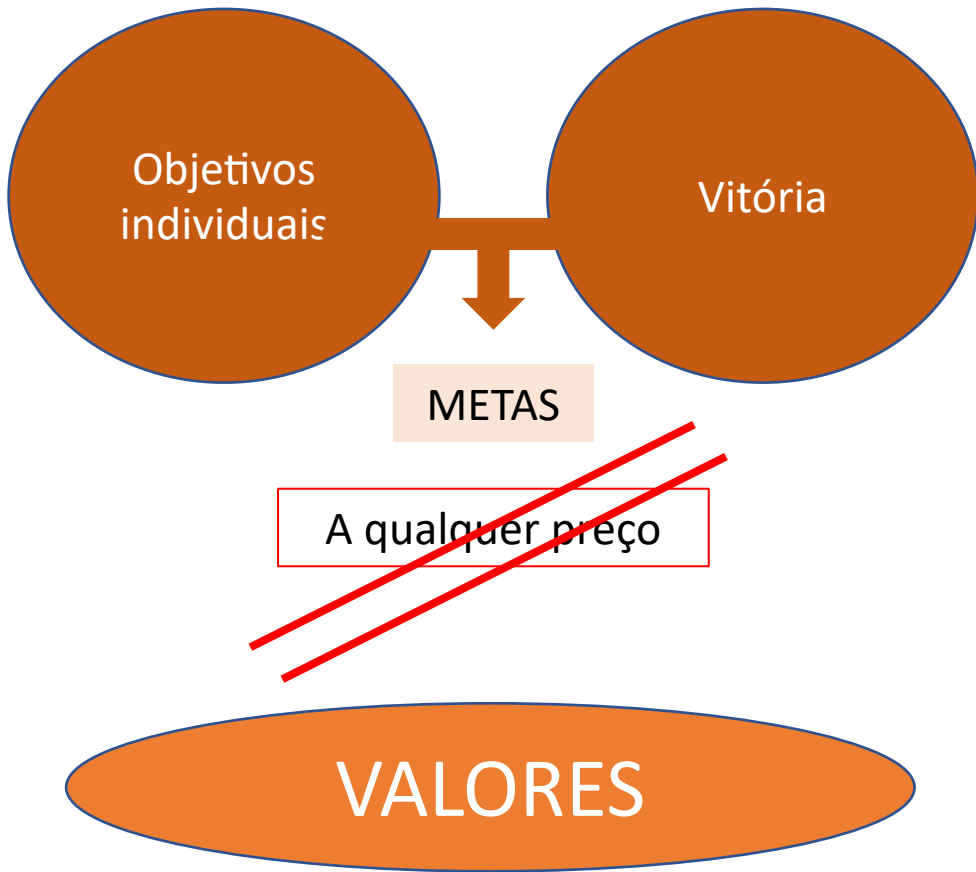 Objetivos
individuais
Vitória
METAS
A qualquer preço
VALORES